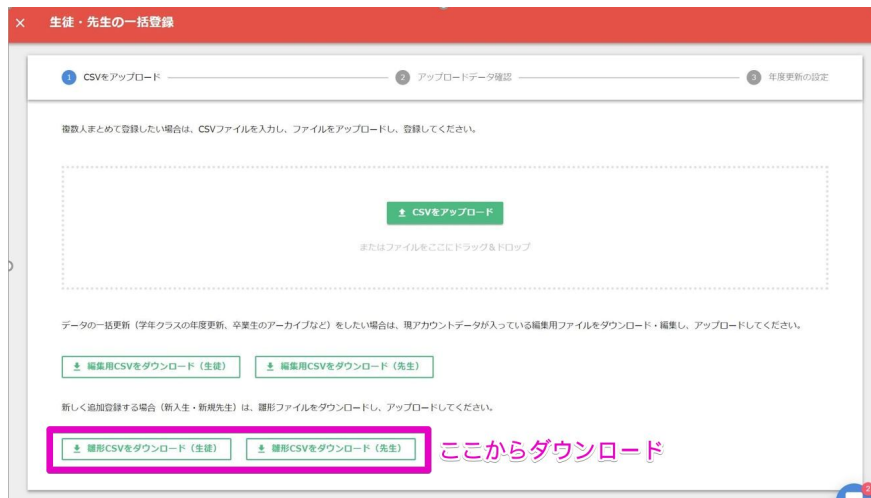 × 生徒・先生の一括登録
1 CSVをアップロード 2 アップロードデータ確認 3 年度更新の設定
複数人まとめて登録したい場合は、CSVファイルを入力し、ファイルをアップロードし、登録してください。
CSVをアップロード
またはファイルをここにドラッグ&ドロップ
データの一括更新（学年クラスの年度更新、卒業生のアーカイブなど）をしたい場合は、現アカウントデータが入っている編集用ファイルをダウンロード・編集し、アップロードしてください。
編集用CSVをダウンロード（生徒） 編集用CSVをダウンロード（先生）
新しく追加登録する場合（新入生・新規先生）は、雛形ファイルをダウンロードし、アップロードしてください。
雛形CSVをダウンロード（生徒） 雛形CSVをダウンロード（先生） ここからダウンロード
2